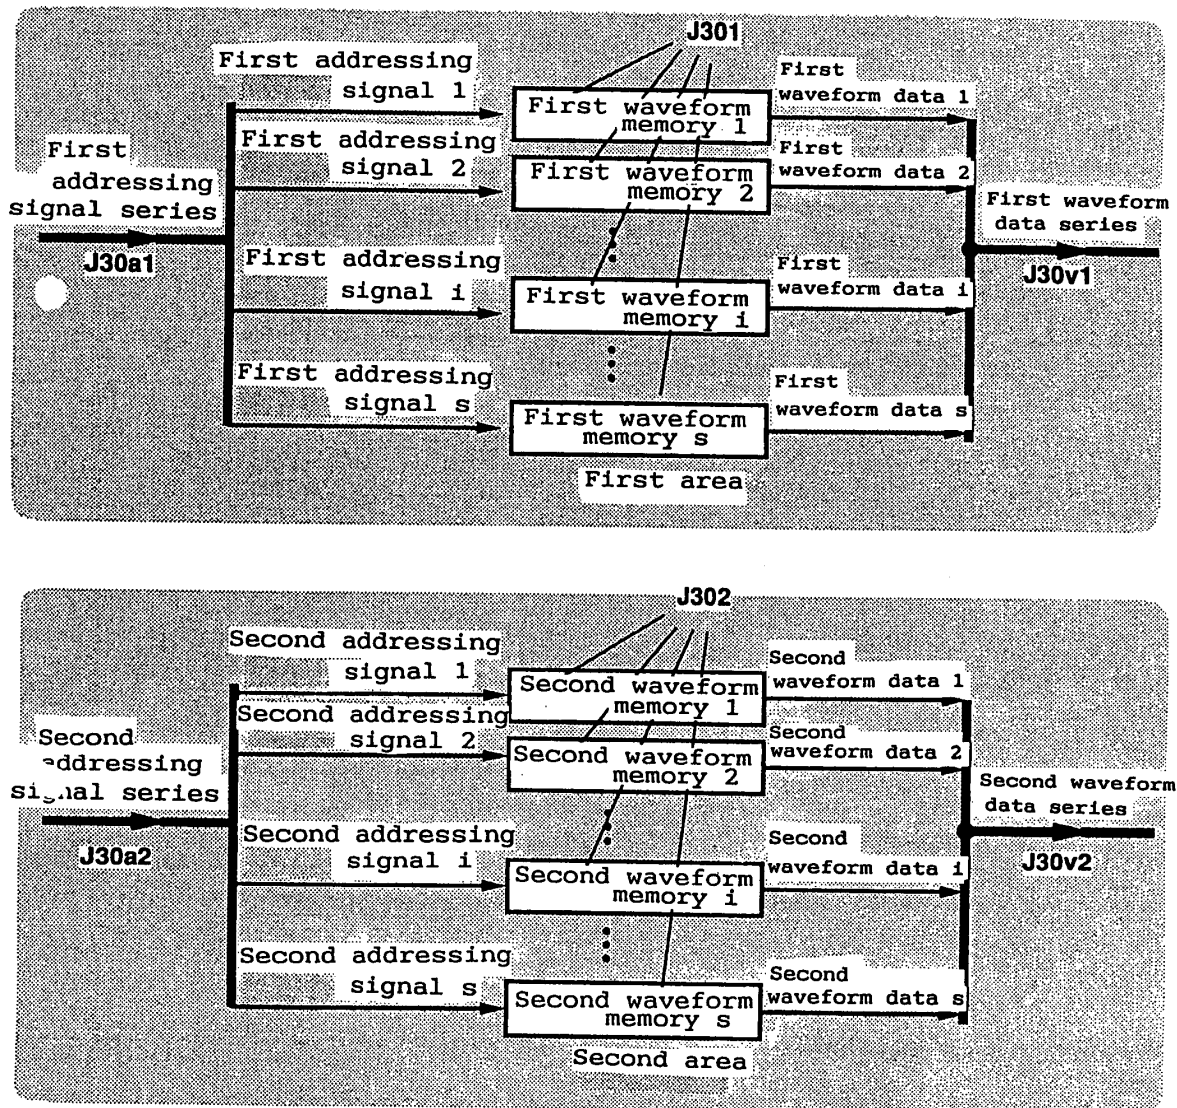 J301
First addressing
signal 1
First
waveform data 1
First waveform
memory 1
First addressing
signal 2
First
waveform data 2
First waveform
memory 2
First
addressing
signal series
J30a1
First waveform
data series
J30v1
First addressing
signal i
First
waveform data i
First waveform
memory i
First addressing
signal s
First
waveform data s
First waveform
memory s
First area
J302
Second addressing
signal 1
Second
waveform data 1
Second waveform
memory 1
Second addressing
signal 2
Second
waveform data 2
Second waveform
memory 2
Second
addressing
signal series
J30a2
Second waveform
data series
J30v2
Second addressing
signal i
Second
waveform data i
Second waveform
memory i
Second addressing
signal s
Second
waveform data s
Second waveform
memory s
Second area